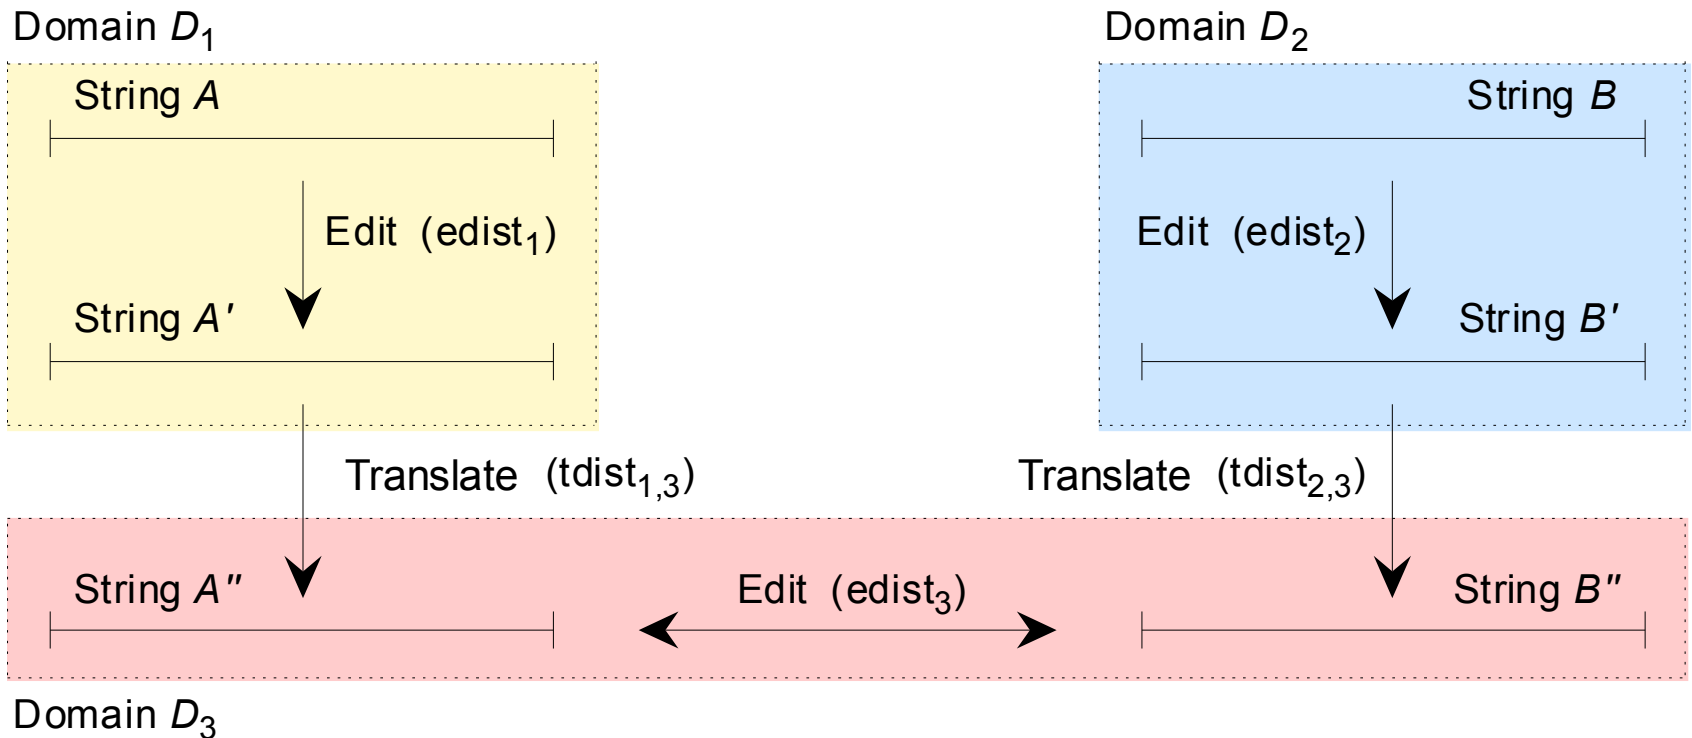 Domain D₁
Domain D₂
String A
String B
Edit (edist₁)
Edit (edist₂)
String A'
String B'
Translate (tdist₁,₃)
Translate (tdist₂,₃)
String A''
Edit (edist₃)
String B''
Domain D₃